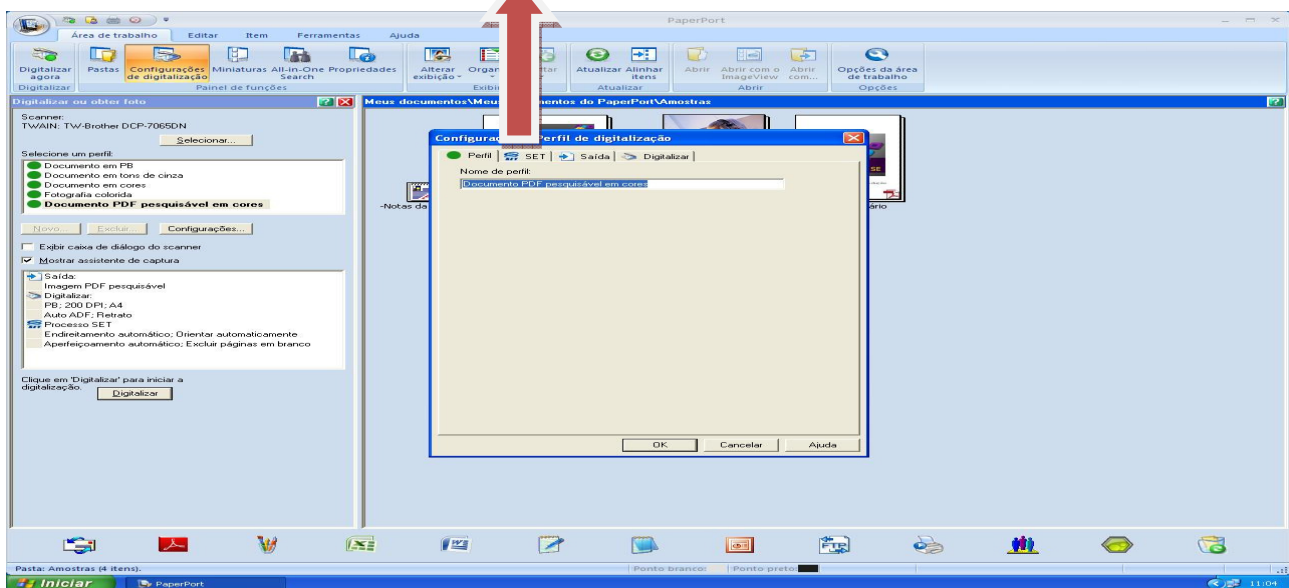 PaperPort
Área de trabalho Editar Item Ferramentas Ajuda
Digitalizar agora
Pastas
Configurações de digitalização
Miniaturas
All-in-One Search
Propriedades
Alterar exibição
Atualizar
Alinhar itens
Abrir
Abrir com o ImageView
Abrir com...
Opções da área de trabalho
Digitalizar
Painel de funções
Atualizar
Abrir
Opções
Digitalizar ou obter foto
Scanner:
TWAIN: TW-Brother DCP-7065DN
Selecionar...
Selecione um perfil:
Documento em PB
Documento em tons de cinza
Documento em cores
Fotografia colorida
Documento PDF pesquisável em cores
Novo... Excluir... Configurações...
Exibir caixa de diálogo do scanner
Mostrar assistente de captura
Saída:
Imagem PDF pesquisável
Digitalizar:
PB; 200 DPI; A4
Auto ADF; Retrato
Processo SET
Endireitamento automático; Orientar automaticamente
Aperfeiçoamento automático; Excluir páginas em branco
Clique em 'Digitalizar' para iniciar a
digitalização.
Digitalizar
do PaperPort\Amostras
Perfil de digitalização
Perfil SET Saída Digitalizar
Nome de perfil:
Documento PDF pesquisável em cores
OK Cancelar Ajuda
-Notas da
FTP
Pasta: Amostras (4 itens).
Ponto branco: Ponto preto:
Iniciar
PaperPort
11:04